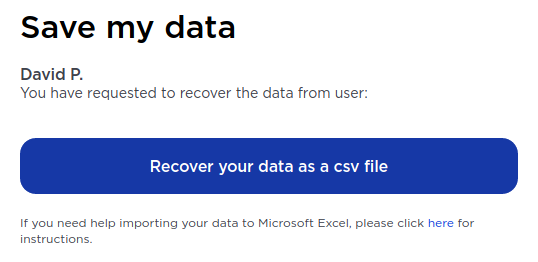 Save my data
David P.
You have requested to recover the data from user:
Recover your data as a csv file
If you need help importing your data to Microsoft Excel, please click here for
instructions.